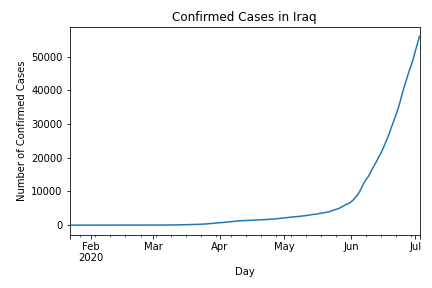 Confirmed Cases in Iraq
Number of Confirmed Cases
50000
40000
30000
20000
10000
0
Feb Mar Apr May Jun Jul
2020
Day